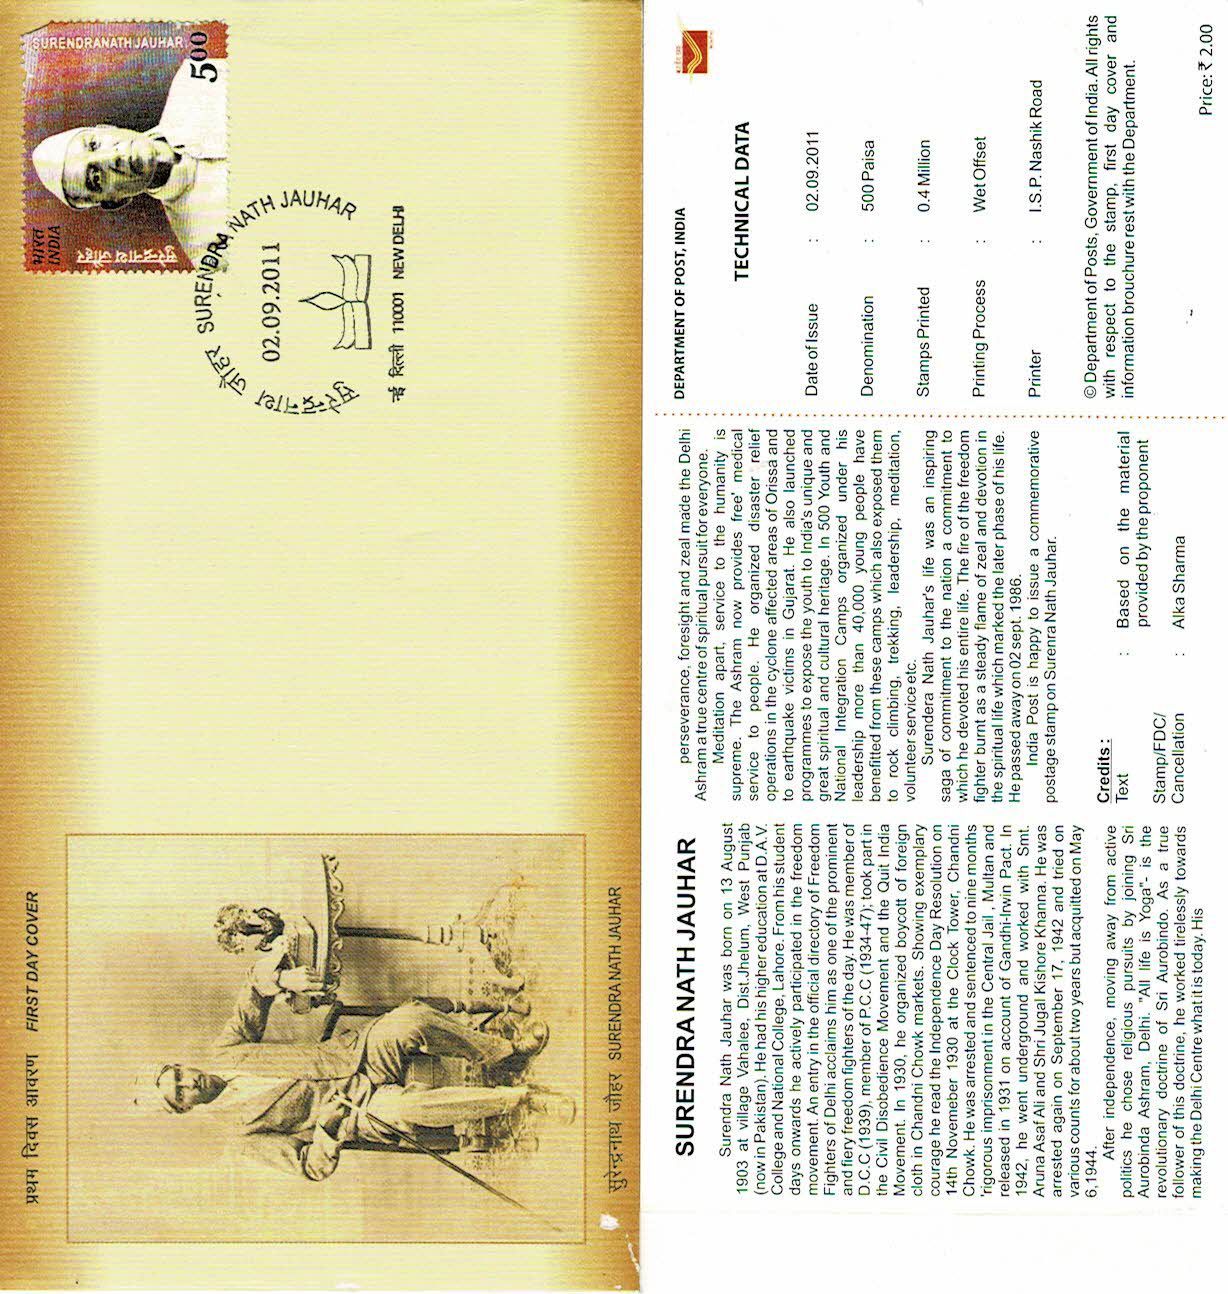 प्रथम दिवस आवरण FIRST DAY COVER
भारत
INDIA
सुरेन्द्रनाथ जौहर
SURENDRANATH JAUHAR
500
सुरेन्द्रनाथ जौहर SURENDRA NATH JAUHAR
02.09.2011
नई दिल्ली 110001 NEW DELHI
सुरेन्द्रनाथ जौहर SURENDRA NATH JAUHAR
SURENDRA NATH JAUHAR
Surendra Nath Jauhar was born on 13 August
1903 at village Vahalee, Dist.Jhelum, West Punjab
(now in Pakistan). He had his higher education at D.A.V.
College and National College, Lahore. From his student
days onwards he actively participated in the freedom
movement. An entry in the official directory of Freedom
Fighters of Delhi acclaims him as one of the prominent
and fiery freedom fighters of the day. He was member of
D.C.C (1939), member of P.C.C (1934-47); took part in
the Civil Disobedience Movement and the Quit India
Movement. In 1930, he organized boycott of foreign
cloth in Chandni Chowk markets. Showing exemplary
courage he read the Independence Day Resolution on
14th Novemeber 1930 at the Clock Tower, Chandni
Chowk. He was arrested and sentenced to nine months
'rigorous imprisonment in the Central Jail , Multan and
released in 1931 on account of Gandhi-Irwin Pact. In
1942, he went underground and worked with Smt.
Aruna Asaf Ali and Shri Jugal Kishore Khanna. He was
arrested again on September 17, 1942 and tried on
various counts for about two years but acquitted on May
6,1944.
After independence, moving away from active
politics he chose religious pursuits by joining Sri
Aurobinda Ashram, Delhi. "All life is Yoga"- is the
revolutionary doctrine of Sri Aurobindo. As a true
follower of this doctrine, he worked tirelessly towards
making the Delhi Centre what it is today. His
perseverance, foresight and zeal made the Delhi
Ashram a true centre of spiritual pursuit for everyone.
Meditation apart, service to the humanity is
supreme. The Ashram now provides free' medical
service to people. He organized disaster relief
operations in the cyclone affected areas of Orissa and
to earthquake victims in Gujarat. He also launched
programmes to expose the youth to India's unique and
great spiritual and cultural heritage. In 500 Youth and
National Integration Camps organized under his
leadership more than 40,000 young people have
benefitted from these camps which also exposed them
to rock climbing, trekking, leadership, meditation,
volunteer service etc.
Surendera Nath Jauhar's life was an inspiring
saga of commitment to the nation a commitment to
which he devoted his entire life. The fire of the freedom
fighter burnt as a steady flame of zeal and devotion in
the spiritual life which marked the later phase of his life.
He passed away on 02 sept. 1986.
India Post is happy to issue a commemorative
postage stamp on Surenra Nath Jauhar.
Credits :
Text : Based on the material
provided by the proponent
Stamp/FDC/
Cancellation : Alka Sharma
DEPARTMENT OF POST, INDIA
TECHNICAL DATA
Date of Issue : 02.09.2011
Denomination : 500 Paisa
Stamps Printed : 0.4 Million
Printing Process : Wet Offset
Printer : I.S.P. Nashik Road
© Department of Posts, Government of India. All rights
with respect to the stamp, first day cover and
information brouchure rest with the Department.
Price: ₹ 2.00